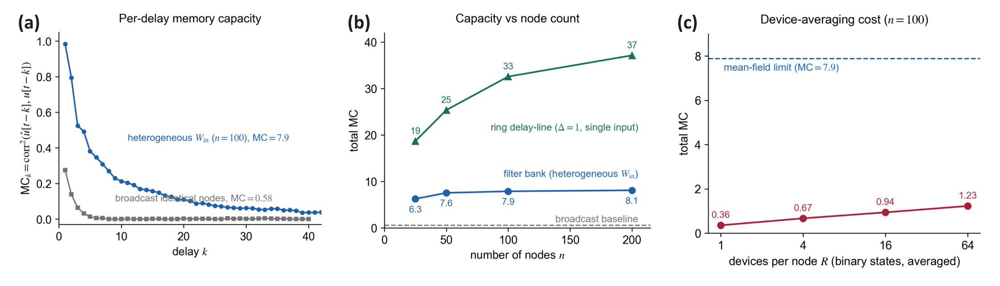 (a)
Per-delay memory capacity
MC_k = corr²(û[t − k], u[t − k])
1.0
0.8
0.6
0.4
0.2
0.0
heterogeneous W_in (n = 100), MC = 7.9
broadcast identical nodes, MC = 0.58
0 10 20 30 40
delay k
(b)
Capacity vs node count
total MC
40
30
20
10
0
19
25
33
37
ring delay-line (Δ = 1, single input)
filter bank (heterogeneous W_in)
6.3
7.6
7.9
8.1
broadcast baseline
0 50 100 150 200
number of nodes n
(c)
Device-averaging cost (n = 100)
total MC
8
6
4
2
0
mean-field limit (MC = 7.9)
0.36
0.67
0.94
1.23
1 4 16 64
devices per node R (binary states, averaged)